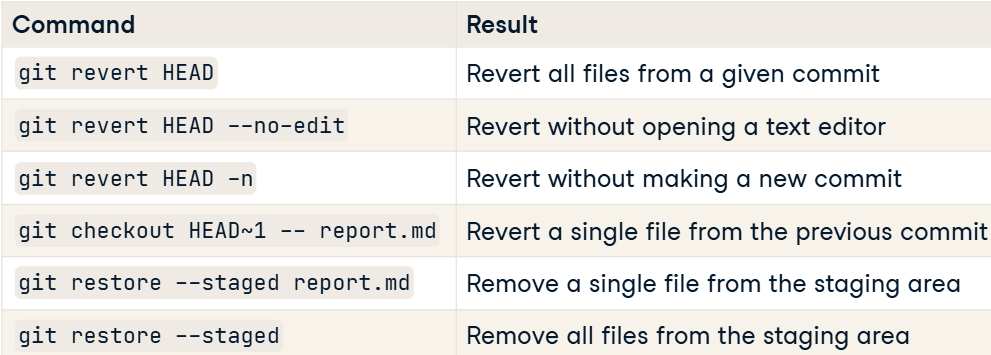 Command Result
git revert HEAD Revert all files from a given commit
git revert HEAD --no-edit Revert without opening a text editor
git revert HEAD -n Revert without making a new commit
git checkout HEAD~1 -- report.md Revert a single file from the previous commit
git restore --staged report.md Remove a single file from the staging area
git restore --staged Remove all files from the staging area